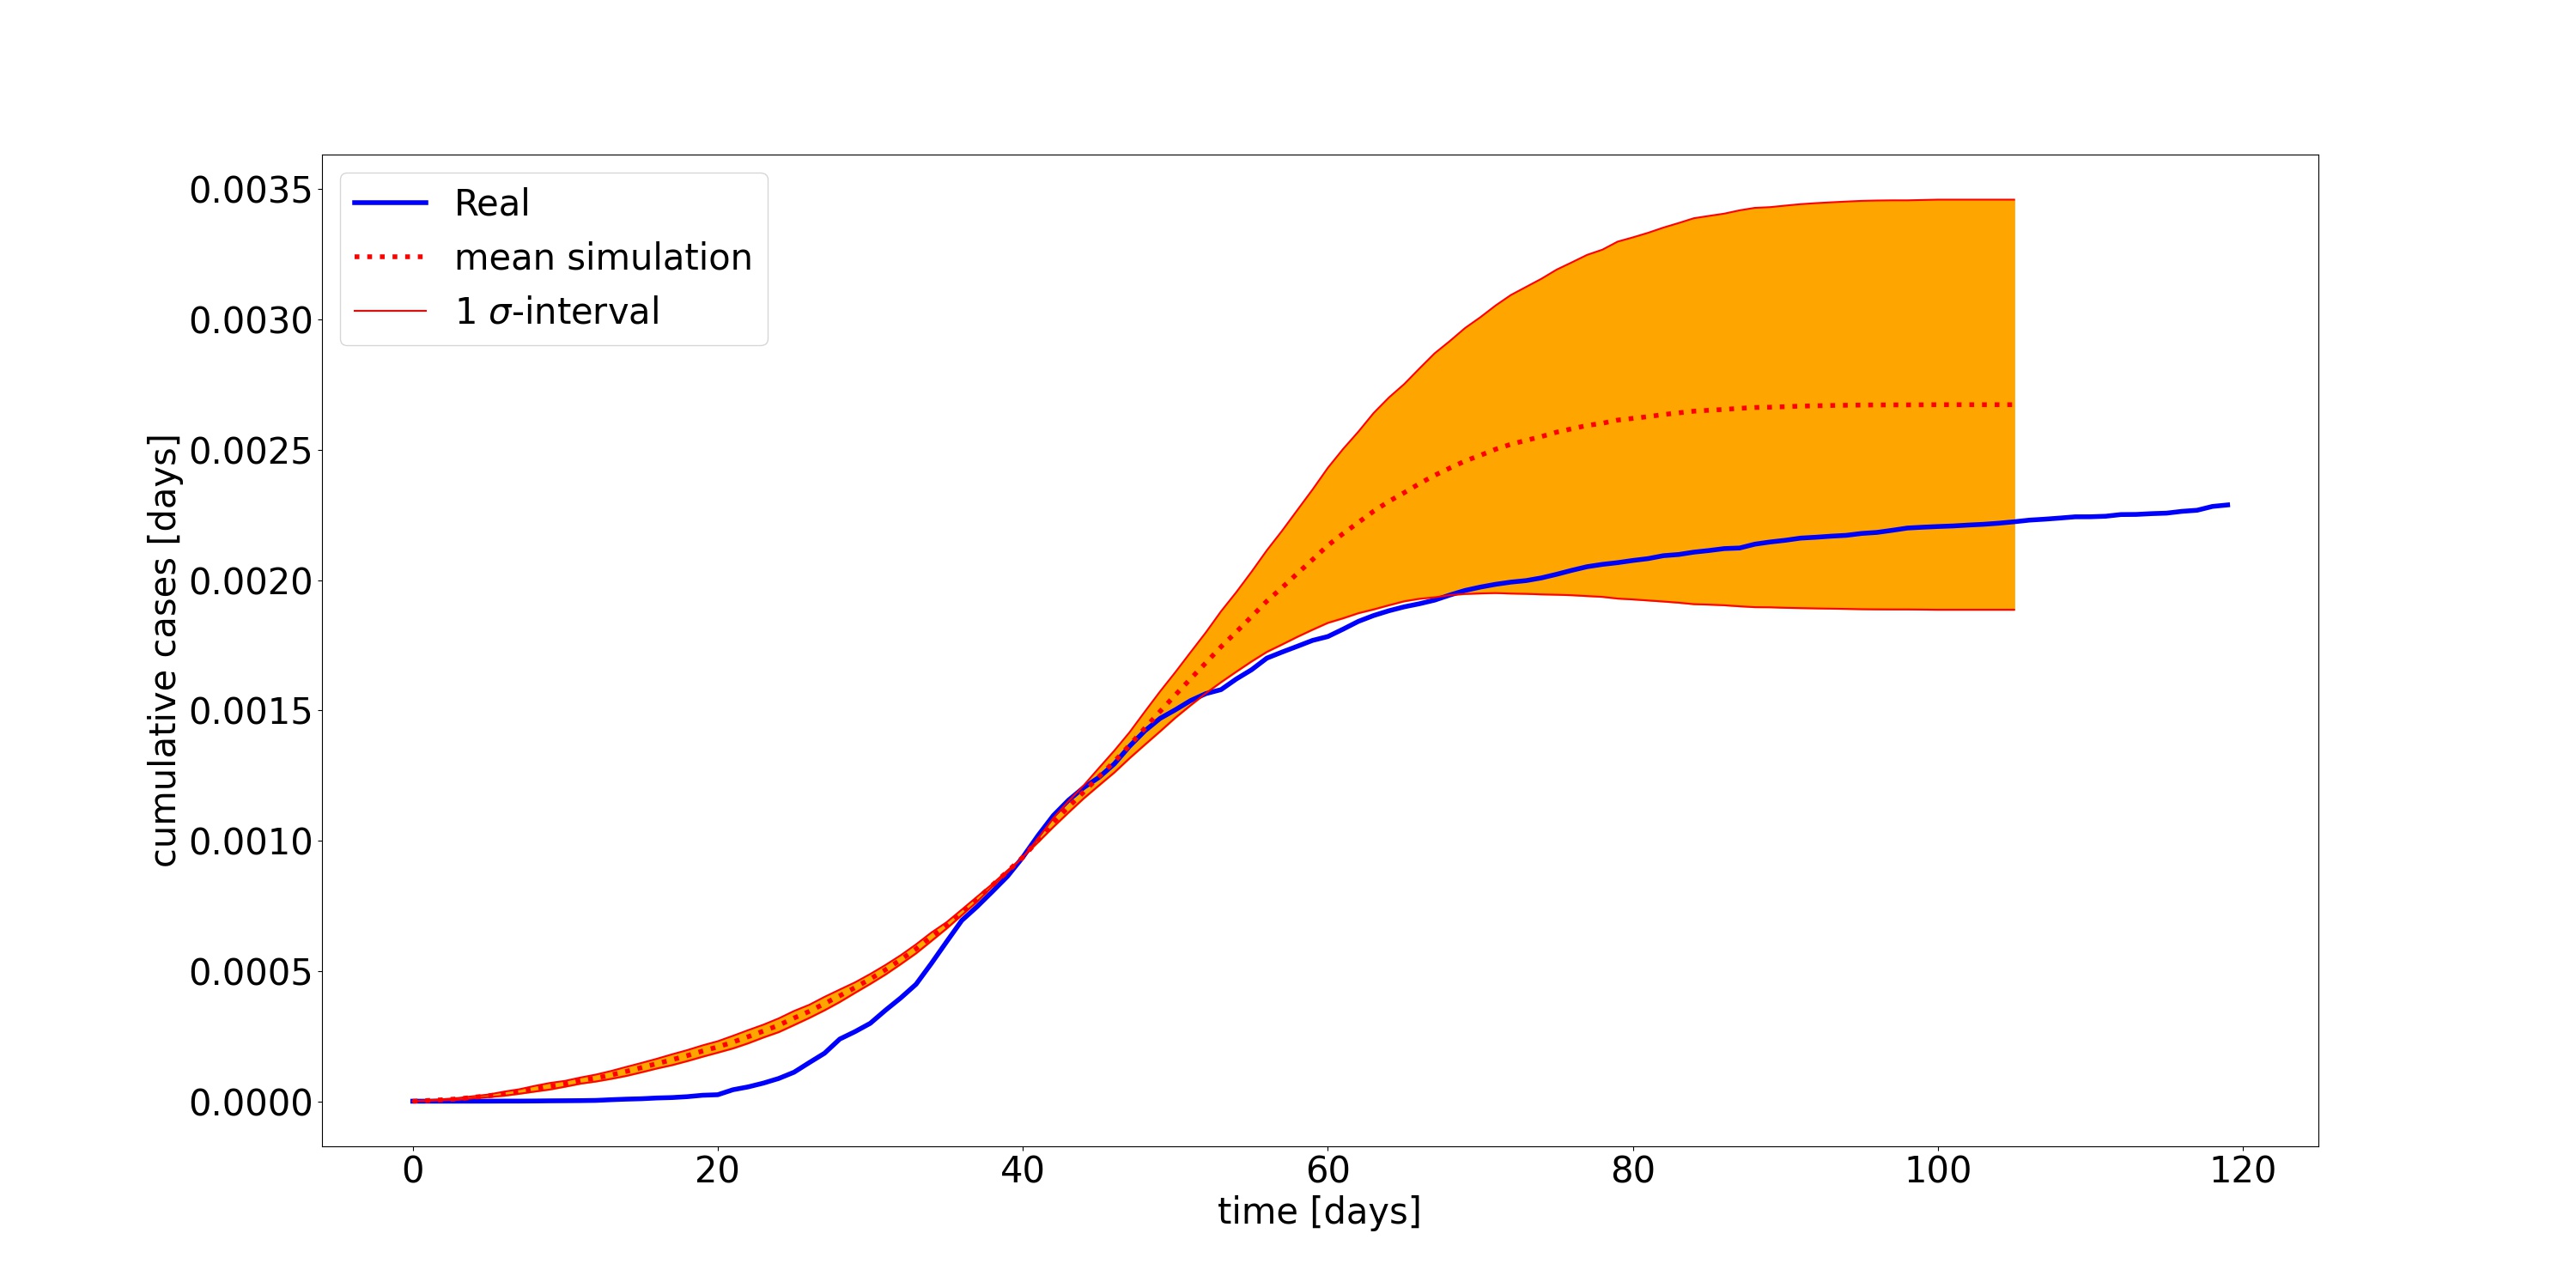 Real
mean simulation
1 σ-interval
0.0035
0.0030
0.0025
0.0020
0.0015
0.0010
0.0005
0.0000
cumulative cases [days]
0 20 40 60 80 100 120
time [days]